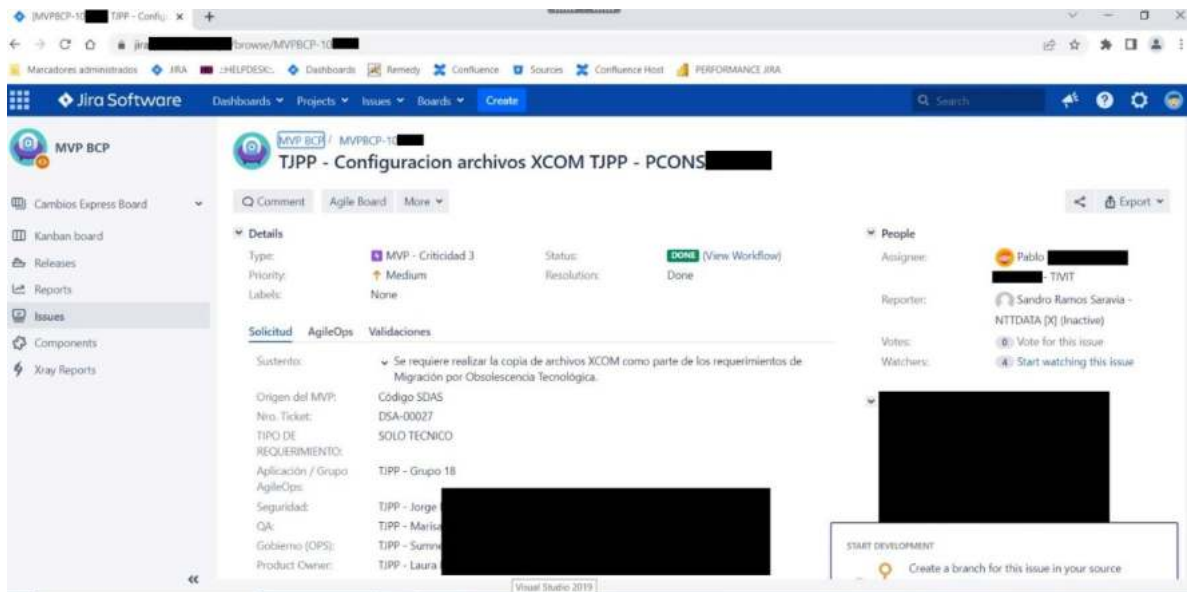 [MVPBCP-10 TJPP - Config
jira /browse/MVPBCP-10
Marcadores administrados JIRA ::HELPDESK:. Dashboards Remedy Confluence Sources Confluence Host PERFORMANCE JIRA
Jira Software Dashboards Projects Issues Boards Create Search
MVP BCP
MVP BCP / MVPBCP-10
TJPP - Configuracion archivos XCOM TJPP - PCONS
Cambios Express Board
Kanban board
Releases
Reports
Issues
Components
Xray Reports
Comment Agile Board More Export
Details
Type: MVP - Criticidad 3 Status: DONE (View Workflow)
Priority: Medium Resolution: Done
Labels: None
Solicitud AgileOps Validaciones
Sustento: Se requiere realizar la copia de archivos XCOM como parte de los requerimientos de
Migración por Obsolescencia Tecnológica.
Origen del MVP: Código SDAS
Nro. Ticket: DSA-00027
TIPO DE SOLO TECNICO
REQUERIMIENTO:
Aplicación / Grupo TJPP - Grupo 18
AgileOps:
Seguridad: TJPP - Jorge
QA: TJPP - Marisa
Gobierno (OPS): TJPP - Sumne
Product Owner: TJPP - Laura
People
Assignee: Pablo
- TIVIT
Reporter: Sandro Ramos Saravia -
NTTDATA [X] (Inactive)
Votes: 0 Vote for this issue
Watchers: 4 Start watching this issue
START DEVELOPMENT
Create a branch for this issue in your source
Visual Studio 2019